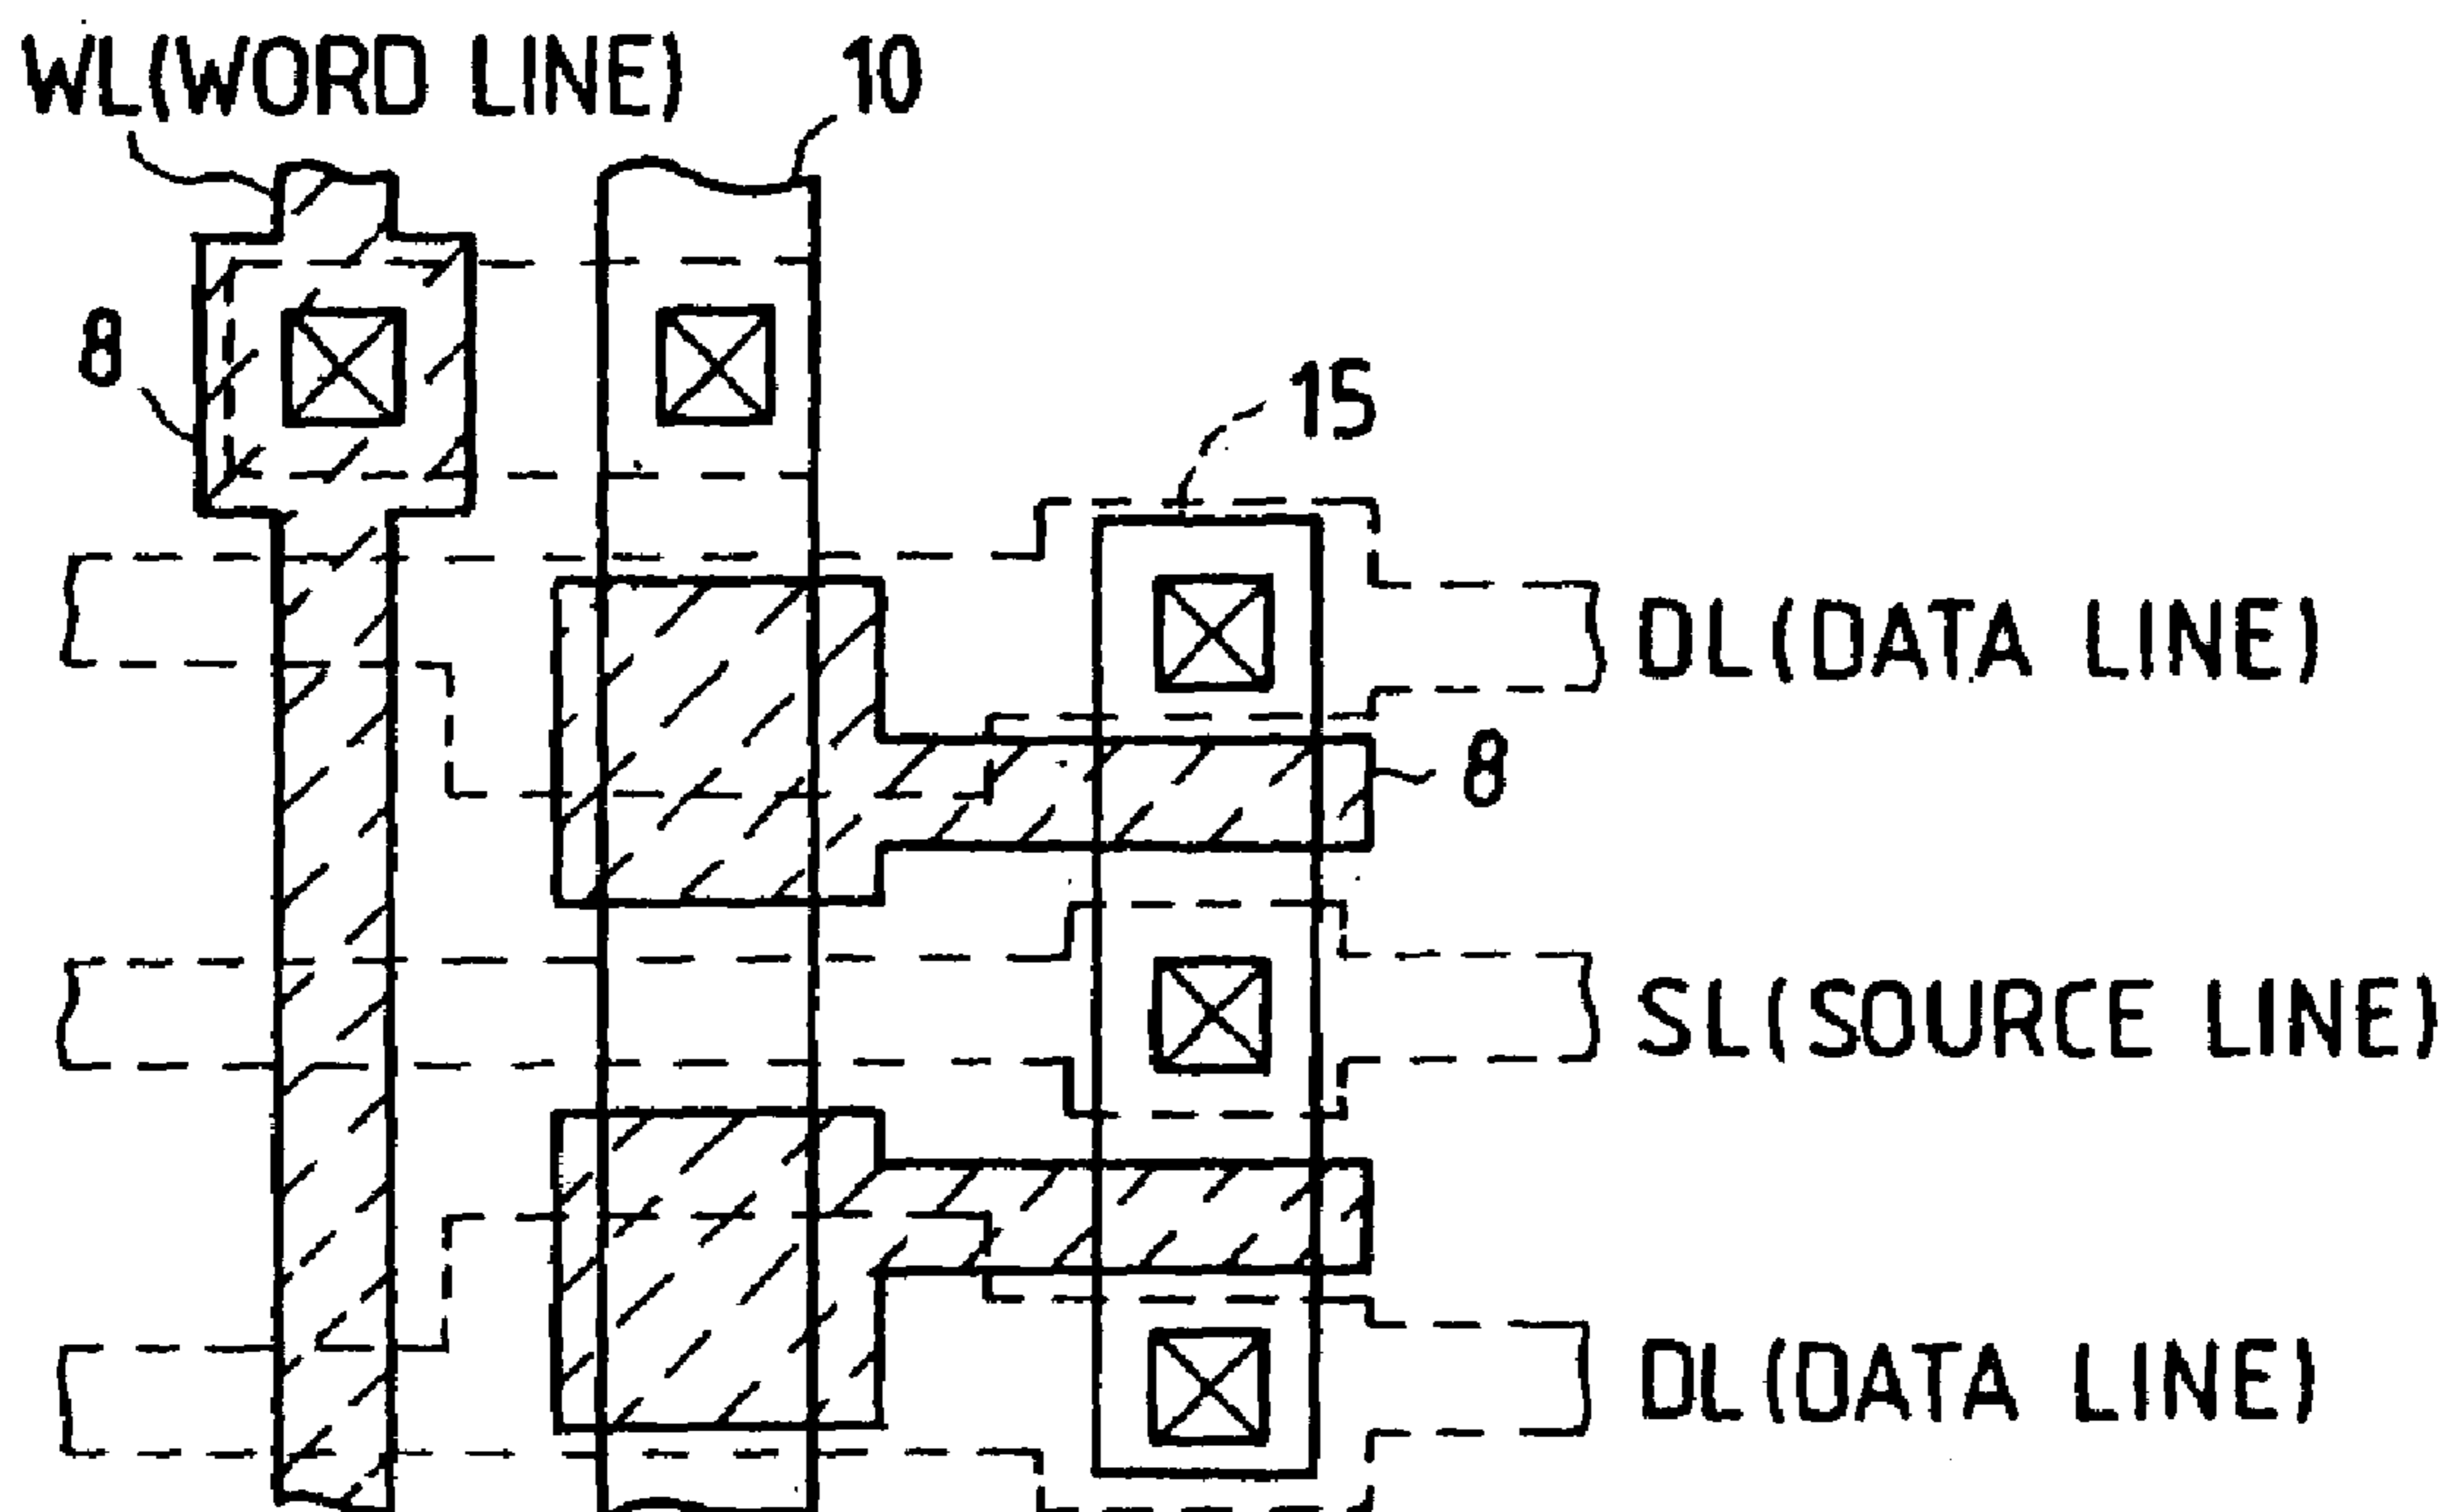 WL(WORD LINE)
10
8
15
DL(DATA LINE)
8
SL(SOURCE LINE)
DL(DATA LINE)